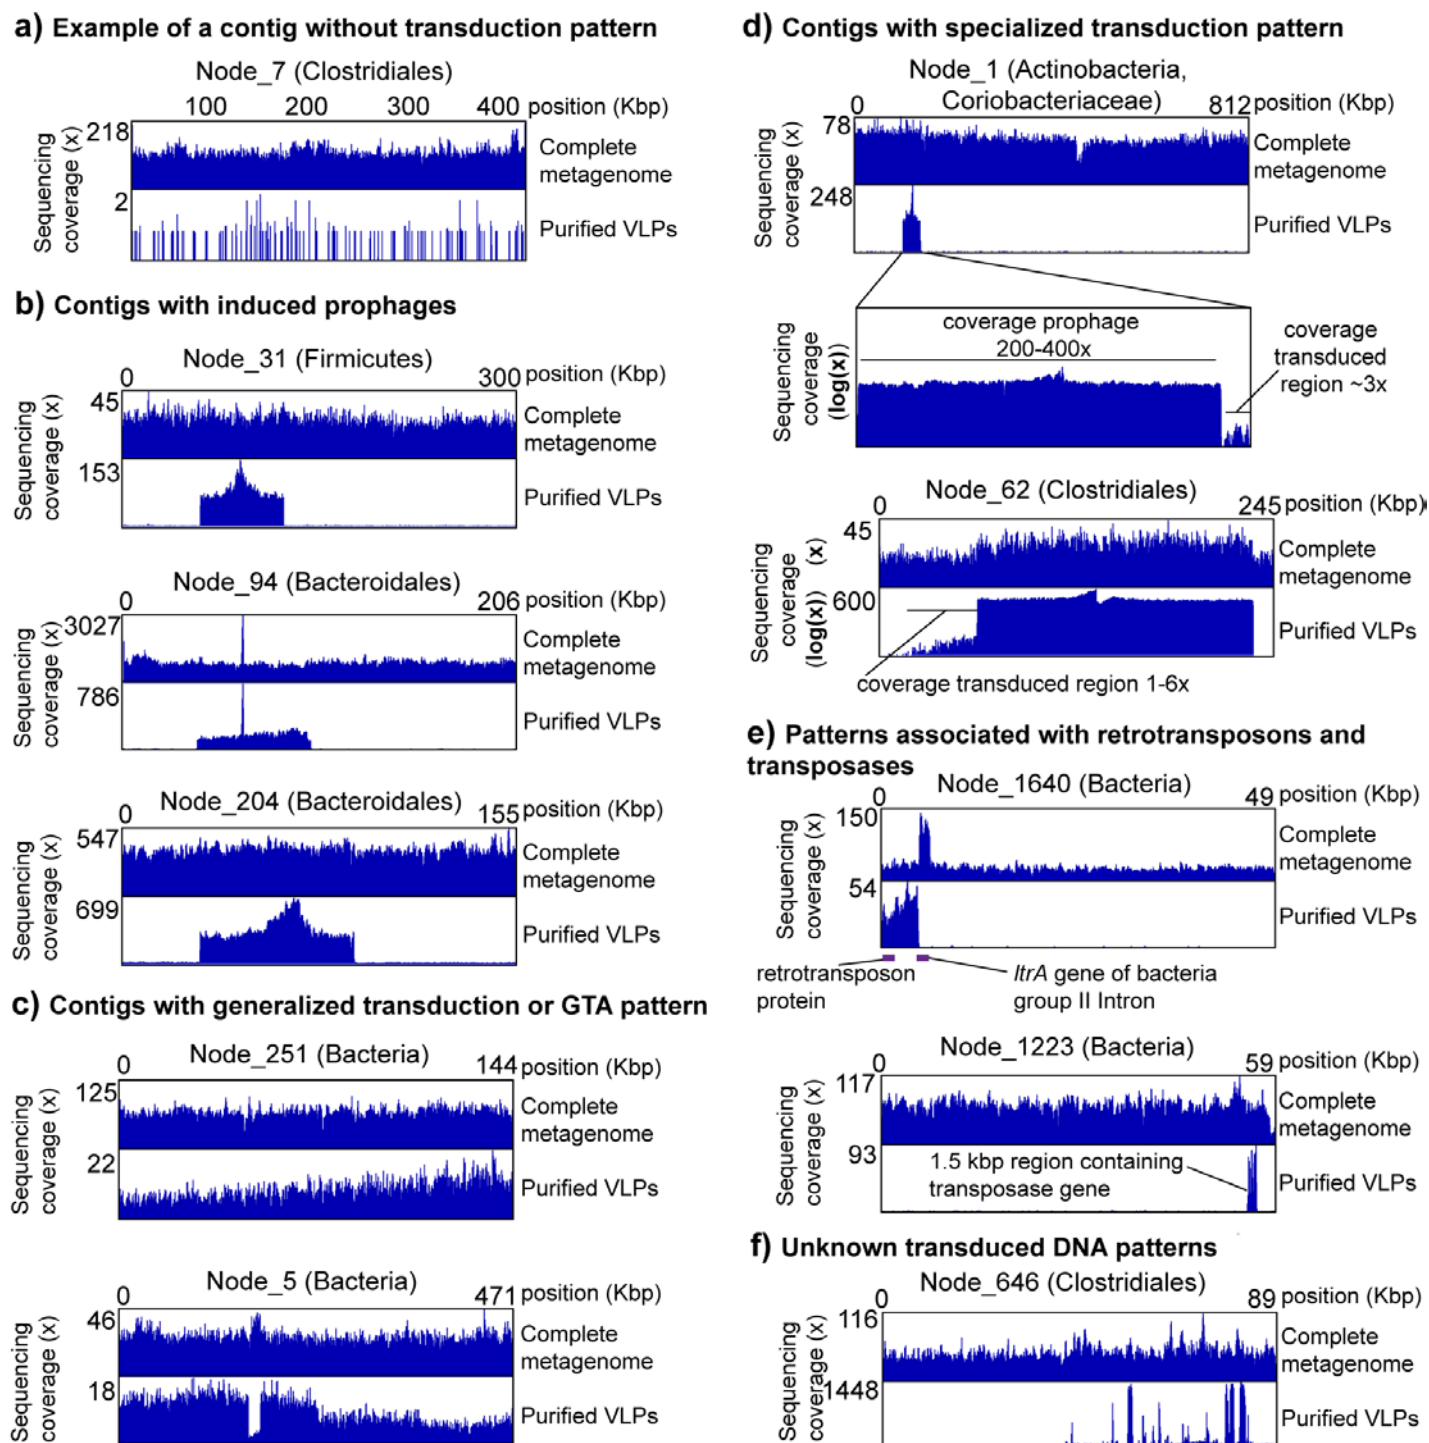 a) Example of a contig without transduction pattern
Node_7 (Clostridiales)
100 200 300 400 position (Kbp)
Sequencing
coverage (x)
218
Complete
metagenome
2
Purified VLPs
b) Contigs with induced prophages
Node_31 (Firmicutes)
0 300 position (Kbp)
Sequencing
coverage (x)
45
Complete
metagenome
153
Purified VLPs
Node_94 (Bacteroidales)
0 206 position (Kbp)
Sequencing
coverage (x)
3027
Complete
metagenome
786
Purified VLPs
Node_204 (Bacteroidales)
0 155 position (Kbp)
Sequencing
coverage (x)
547
Complete
metagenome
699
Purified VLPs
c) Contigs with generalized transduction or GTA pattern
Node_251 (Bacteria)
0 144 position (Kbp)
Sequencing
coverage (x)
125
Complete
metagenome
22
Purified VLPs
Node_5 (Bacteria)
0 471 position (Kbp)
Sequencing
coverage (x)
46
Complete
metagenome
18
Purified VLPs
d) Contigs with specialized transduction pattern
Node_1 (Actinobacteria,
Coriobacteriaceae)
0 812 position (Kbp)
Sequencing
coverage (x)
78
Complete
metagenome
248
Purified VLPs
Sequencing
coverage
(log(x))
coverage prophage
200-400x
coverage
transduced
region ~3x
Node_62 (Clostridiales)
0 245 position (Kbp)
Sequencing
coverage
(log(x)) (x)
45
Complete
metagenome
600
Purified VLPs
coverage transduced region 1-6x
e) Patterns associated with retrotransposons and
transposases
Node_1640 (Bacteria)
0 49 position (Kbp)
Sequencing
coverage (x)
150
Complete
metagenome
54
Purified VLPs
retrotransposon
protein
ltrA gene of bacteria
group II Intron
Node_1223 (Bacteria)
0 59 position (Kbp)
Sequencing
coverage (x)
117
Complete
metagenome
93
1.5 kbp region containing
transposase gene
Purified VLPs
f) Unknown transduced DNA patterns
Node_646 (Clostridiales)
0 89 position (Kbp)
Sequencing
coverage (x)
116
Complete
metagenome
1448
Purified VLPs